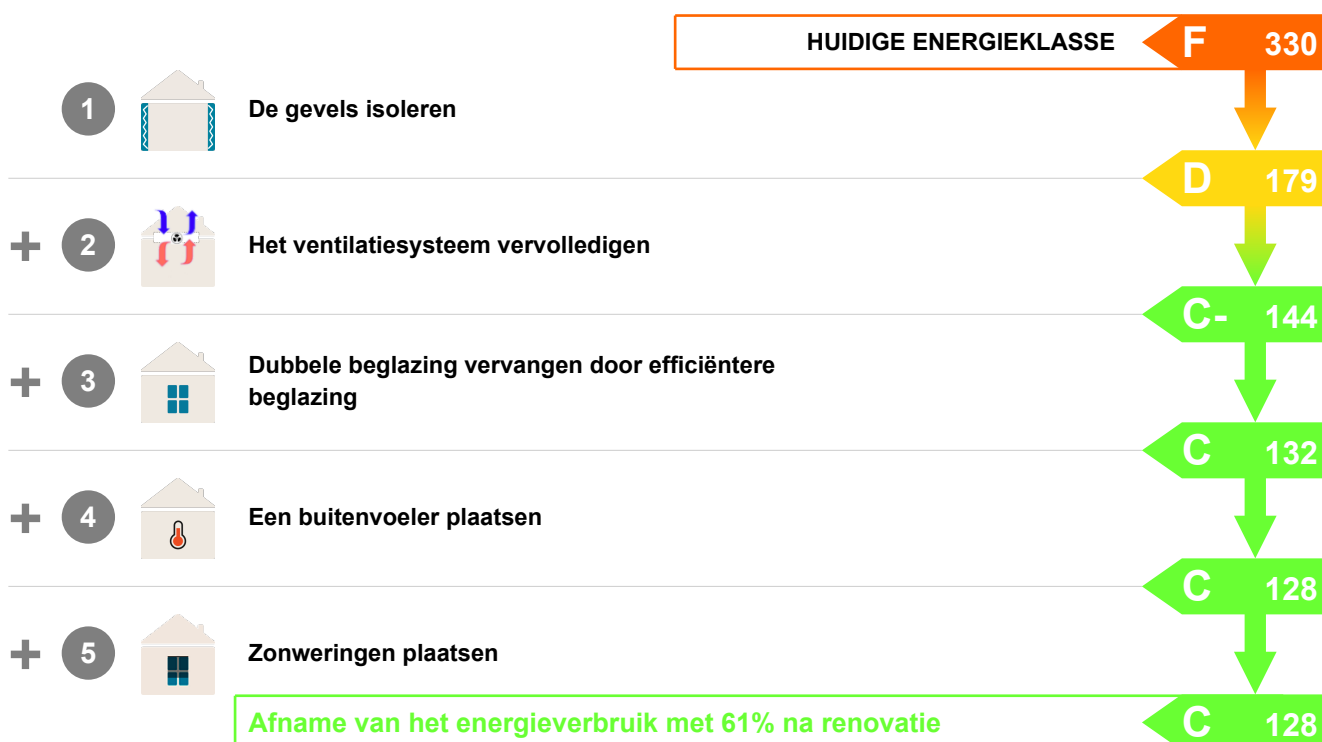 HUIDIGE ENERGIEKLASSE F 330
1 De gevels isoleren
D 179
+ 2 Het ventilatiesysteem vervolledigen
C- 144
+ 3 Dubbele beglazing vervangen door efficiëntere
beglazing
C 132
+ 4 Een buitenvoeler plaatsen
C 128
+ 5 Zonweringen plaatsen
Afname van het energieverbruik met 61% na renovatie C 128